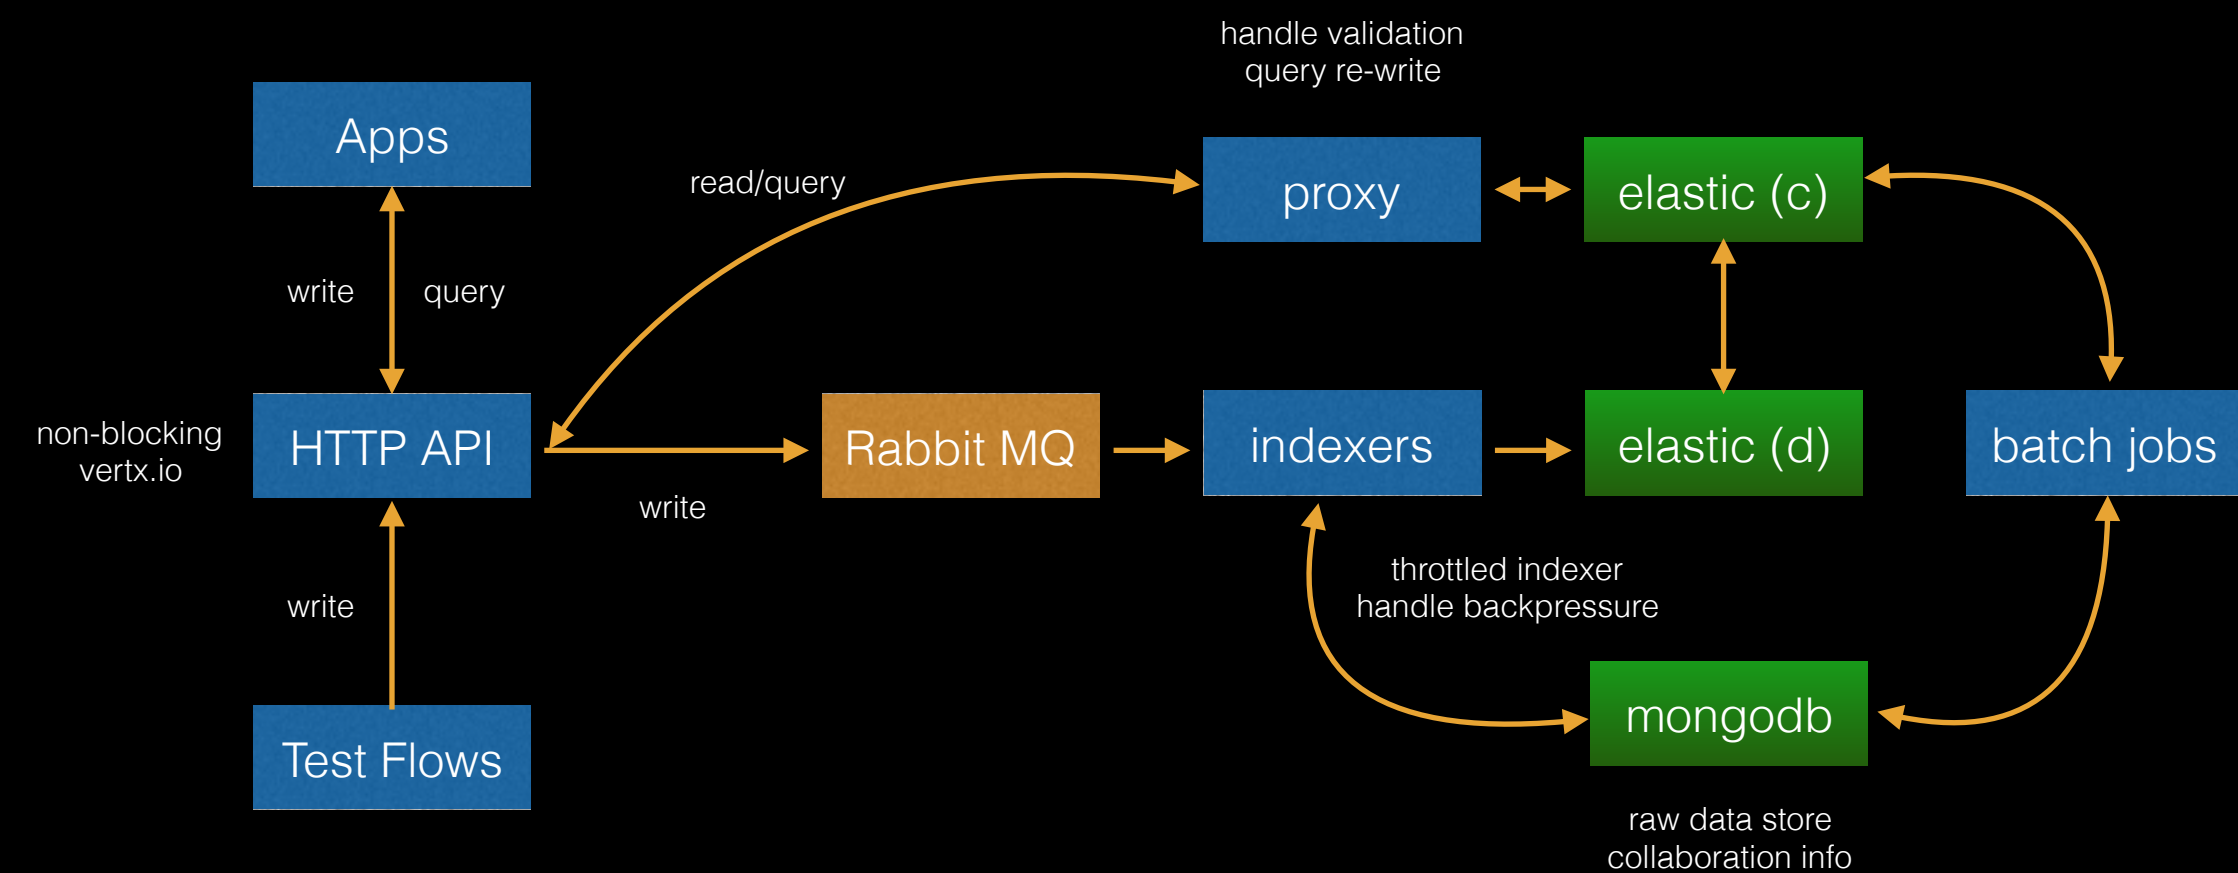 handle validation
query re-write
Apps
read/query
proxy
elastic (c)
write
query
non-blocking
vertx.io
HTTP API
Rabbit MQ
indexers
elastic (d)
batch jobs
write
throttled indexer
handle backpressure
write
Test Flows
mongodb
raw data store
collaboration info